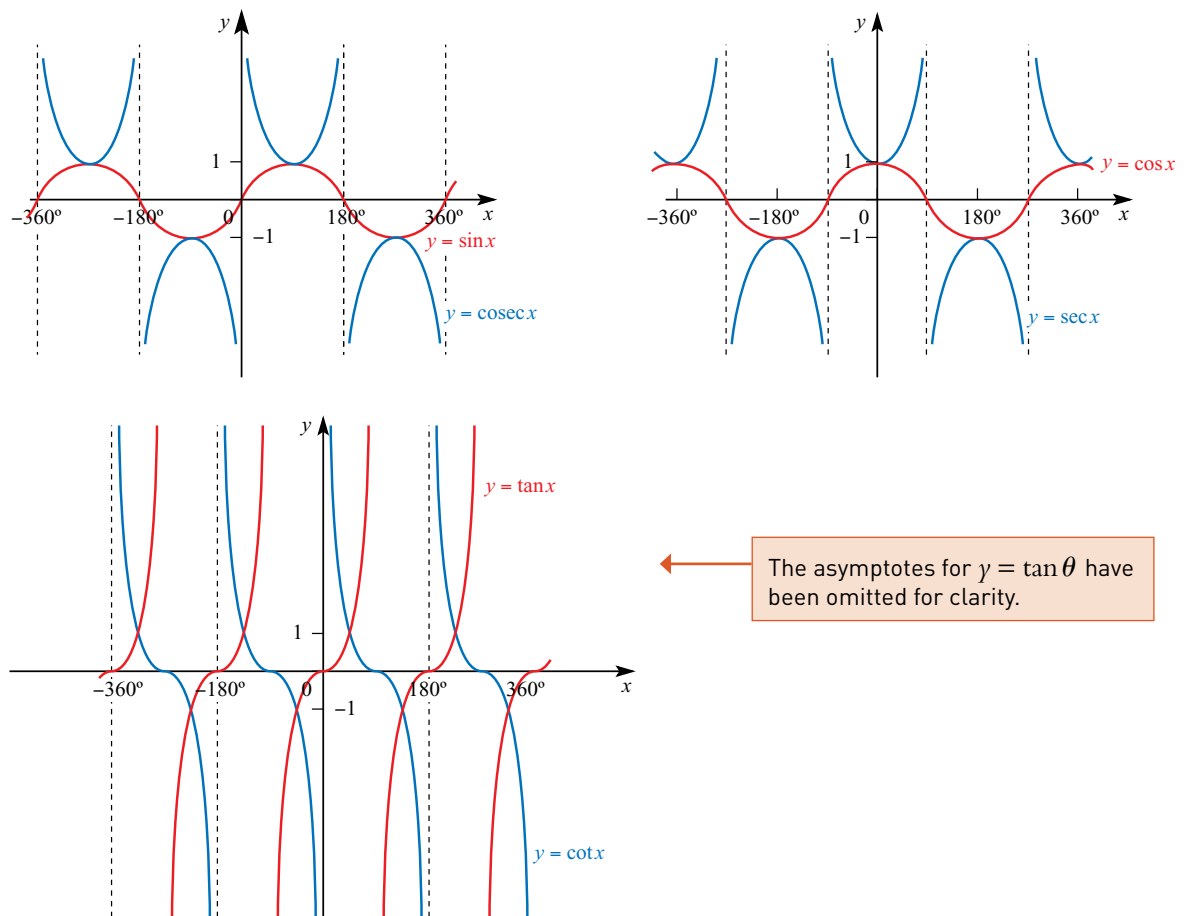 y
1
−360º
−180º
0
180º
360º
x
−1
y = sin x
y = cosec x
y
1
y = cos x
−360º
−180º
0
180º
360º
x
−1
y = sec x
y
y = tan x
1
−360º
−180º
0
180º
360º
x
−1
y = cot x
The asymptotes for y = tan θ have
been omitted for clarity.